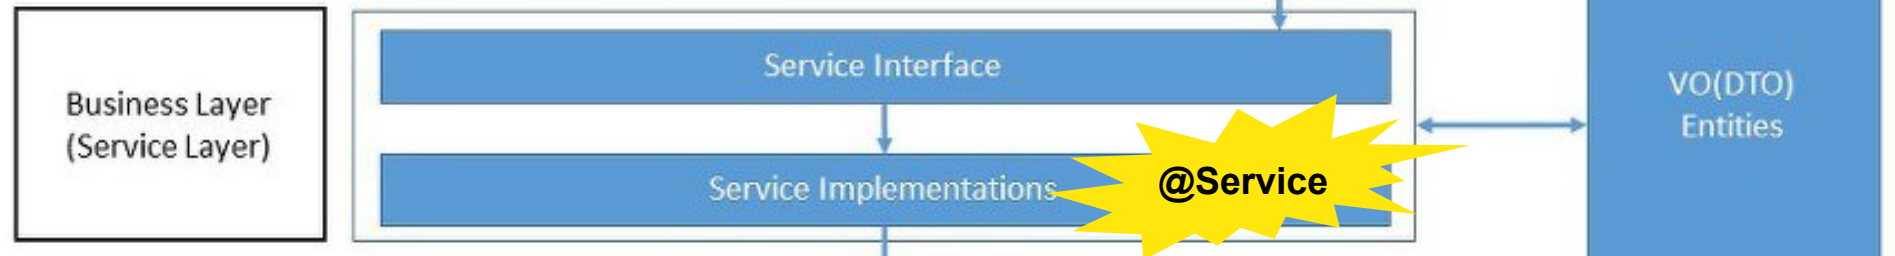 Business Layer
(Service Layer)
Service Interface
Service Implementations
@Service
VO(DTO)
Entities